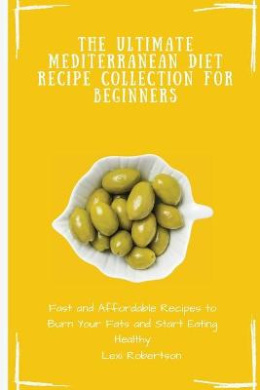 THE ULTIMATE
MEDITERRANEAN DIET
RECIPE COLLECTION FOR
BEGINNERS
Fast and Affordable Recipes to
Burn Your Fats and Start Eating
Healthy
Lexi Robertson